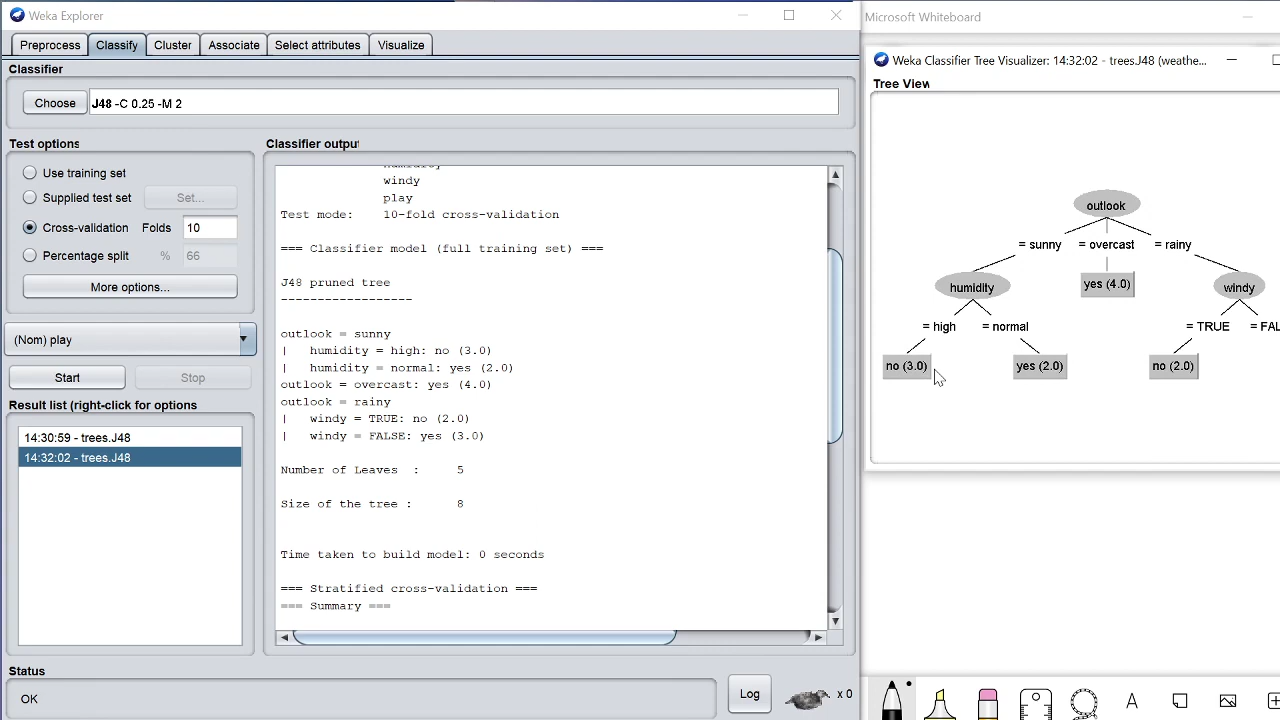 Weka Explorer
Preprocess Classify Cluster Associate Select attributes Visualize
Classifier
Choose J48 -C 0.25 -M 2
Test options
Use training set
Supplied test set Set...
Cross-validation Folds 10
Percentage split % 66
More options...
(Nom) play
Start Stop
Result list (right-click for options
14:30:59 - trees.J48
14:32:02 - trees.J48
Classifier output
windy
play
Test mode: 10-fold cross-validation
=== Classifier model (full training set) ===
J48 pruned tree
------------------
outlook = sunny
| humidity = high: no (3.0)
| humidity = normal: yes (2.0)
outlook = overcast: yes (4.0)
outlook = rainy
| windy = TRUE: no (2.0)
| windy = FALSE: yes (3.0)
Number of Leaves : 5
Size of the tree : 8
Time taken to build model: 0 seconds
=== Stratified cross-validation ===
=== Summary ===
Status
OK
Log
x 0
Microsoft Whiteboard
Weka Classifier Tree Visualizer: 14:32:02 - trees.J48 (weathe...
Tree View
outlook
= sunny = overcast = rainy
humidity yes (4.0) windy
= high = normal = TRUE = FAL
no (3.0) yes (2.0) no (2.0)
A